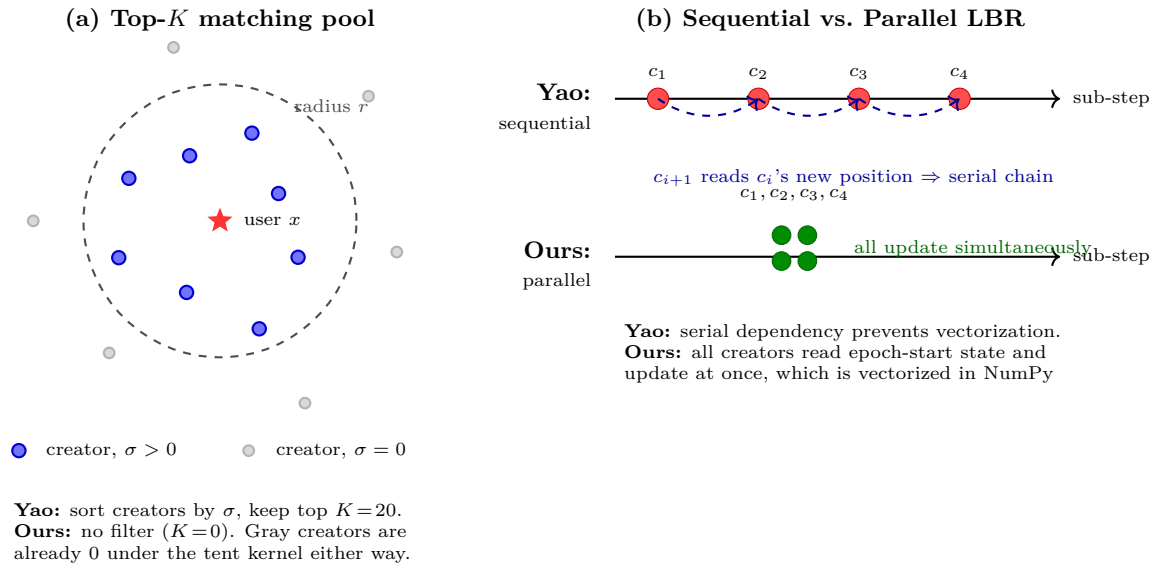 (a) Top-K matching pool
radius r
user x
creator, σ > 0
creator, σ = 0
Yao: sort creators by σ, keep top K = 20.
Ours: no filter (K = 0). Gray creators are
already 0 under the tent kernel either way.
(b) Sequential vs. Parallel LBR
c₁ c₂ c₃ c₄
Yao:
sequential
sub-step
cᵢ₊₁ reads cᵢ's new position ⇒ serial chain
c₁, c₂, c₃, c₄
Ours:
parallel
all update simultaneously
sub-step
Yao: serial dependency prevents vectorization.
Ours: all creators read epoch-start state and
update at once, which is vectorized in NumPy